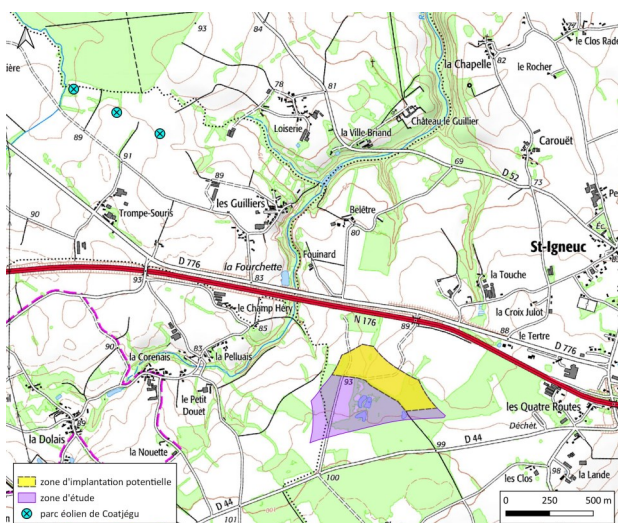 93
84
82
le Clos Rade
la Chapelle
le Rocher
78
81
ière
Château le Guillier
la Ville-Briand
Loiserie
Carouët
89
91
69
D 52
73
89
les Guilliers
Trompe-Souris
Belêtre
Pe
90
80
Éc.
St-Igneuc
D 776
la Fourchette
Fouinard
83
la Touche
93
le Champ Héry
N 176
89
la Croix Julot
88
85
le Tertre
90
83
la Peluais
D 776
la Corenais
93
le Petit
Douet
les Quatre Routes
Déchèt.
la Dolais
la Nouette
99
D 44
les Clos
98
la Lande
100
D 44
101
zone d'implantation potentielle
zone d'étude
parc éolien de Coatjégu
0 250 500 m